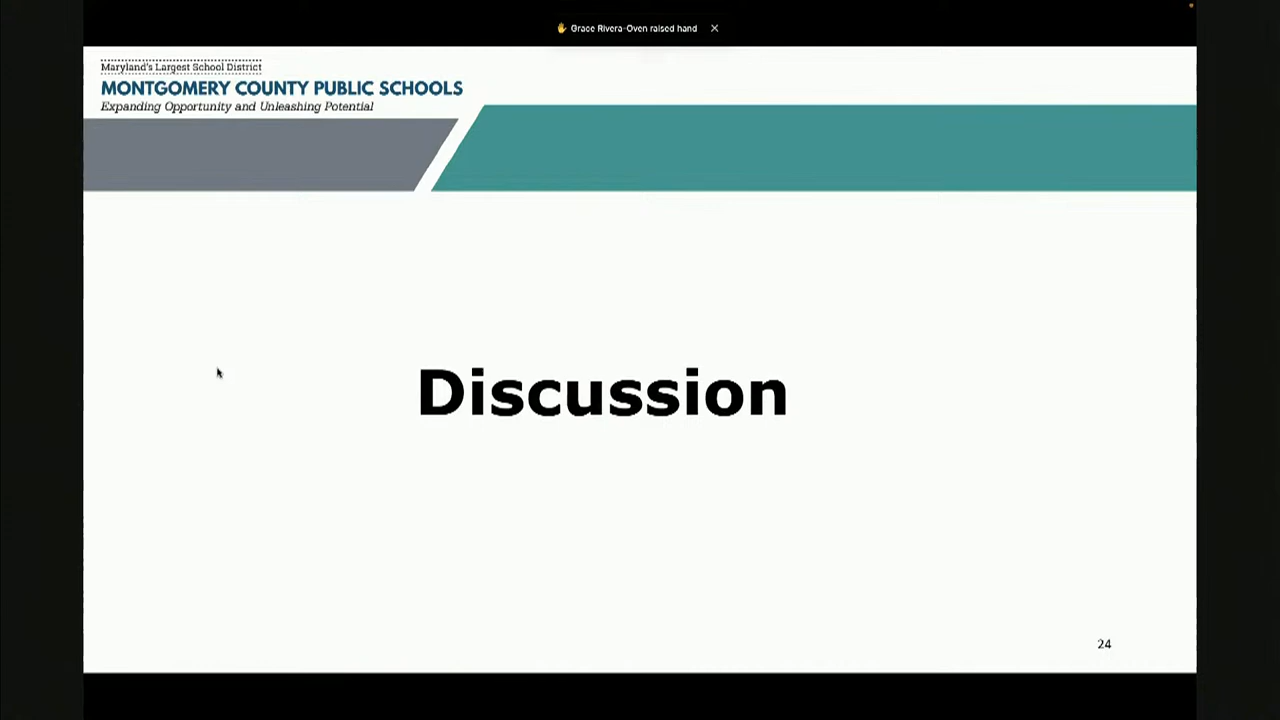 Grace Rivera-Oven raised hand
Maryland's Largest School District
MONTGOMERY COUNTY PUBLIC SCHOOLS
Expanding Opportunity and Unleashing Potential
Discussion
24